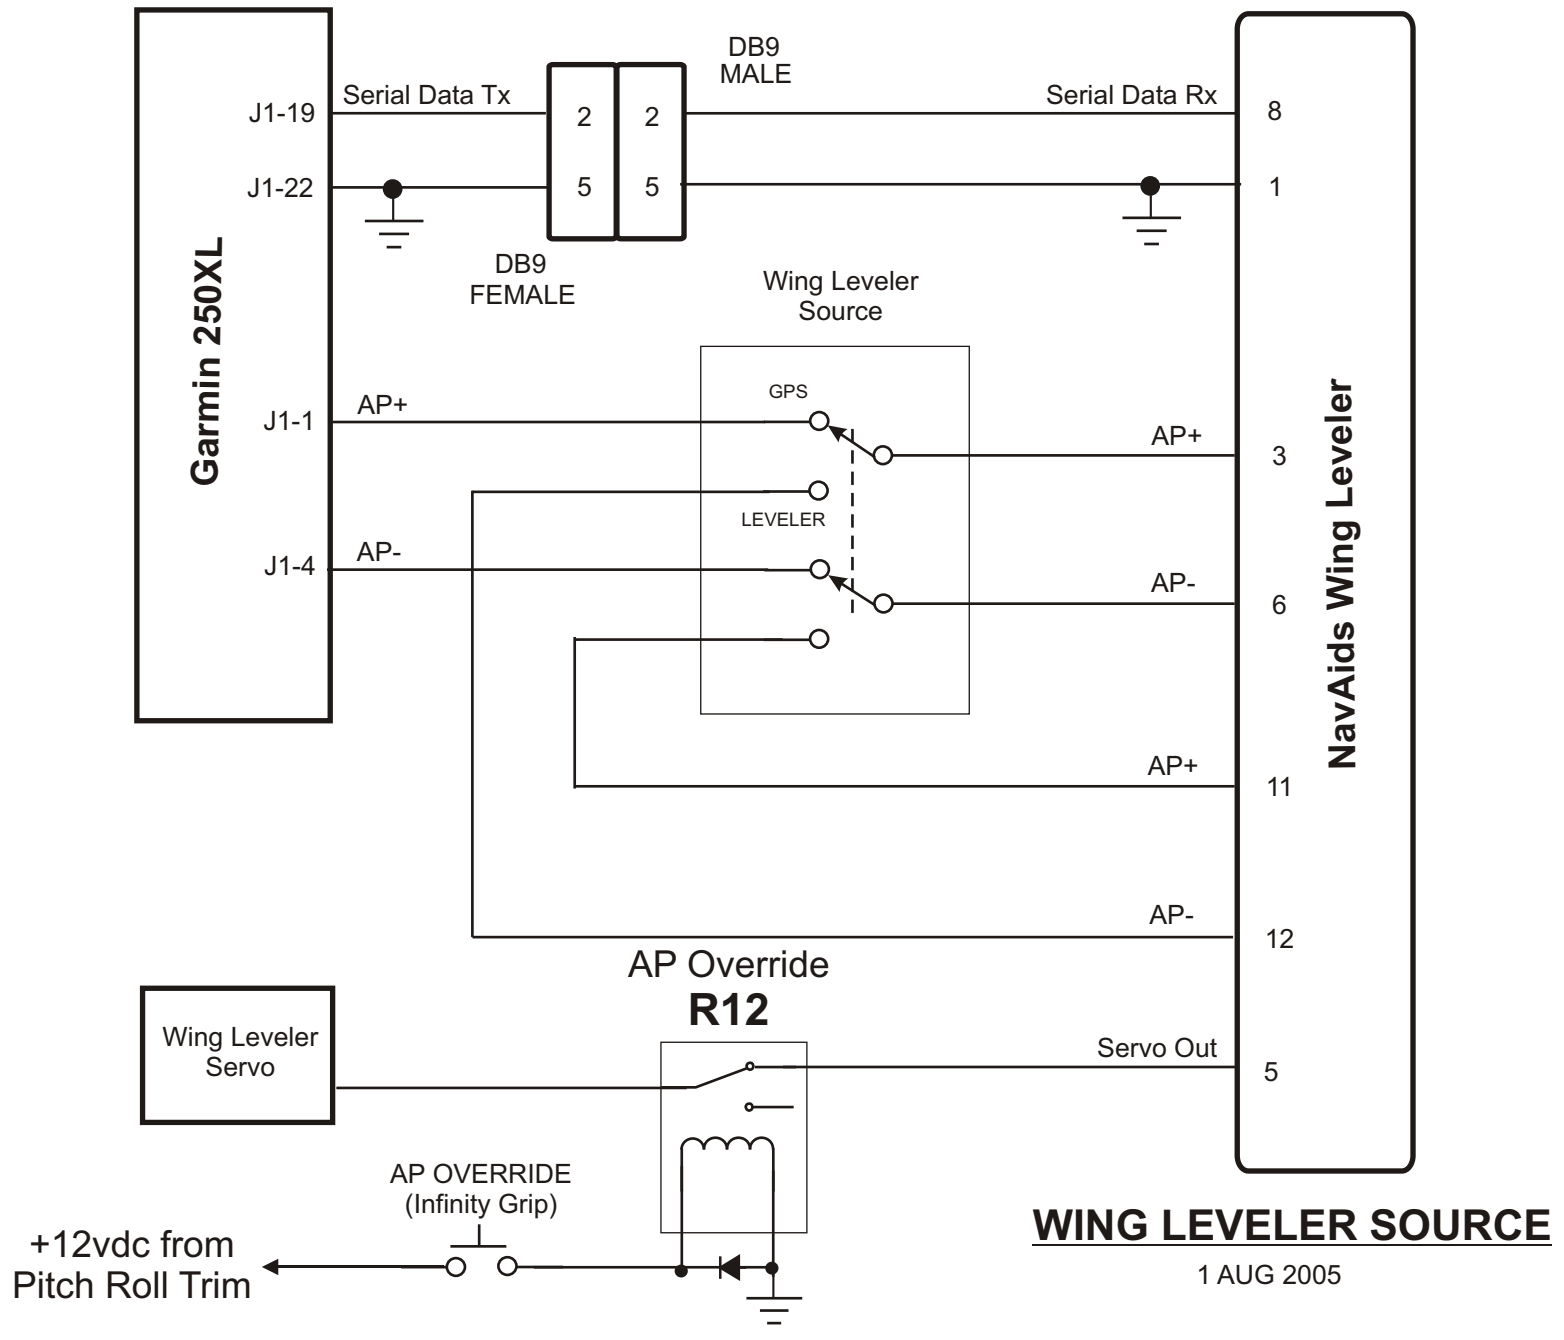 DB9
MALE
Serial Data Tx
Serial Data Rx
J1-19
2
2
8
J1-22
5
5
1
DB9
FEMALE
Wing Leveler
Source
Garmin 250XL
GPS
J1-1
AP+
AP+
3
LEVELER
J1-4
AP-
AP-
6
NavAids Wing Leveler
AP+
11
AP-
12
AP Override
R12
Wing Leveler
Servo
Servo Out
5
AP OVERRIDE
(Infinity Grip)
+12vdc from
Pitch Roll Trim
WING LEVELER SOURCE
1 AUG 2005